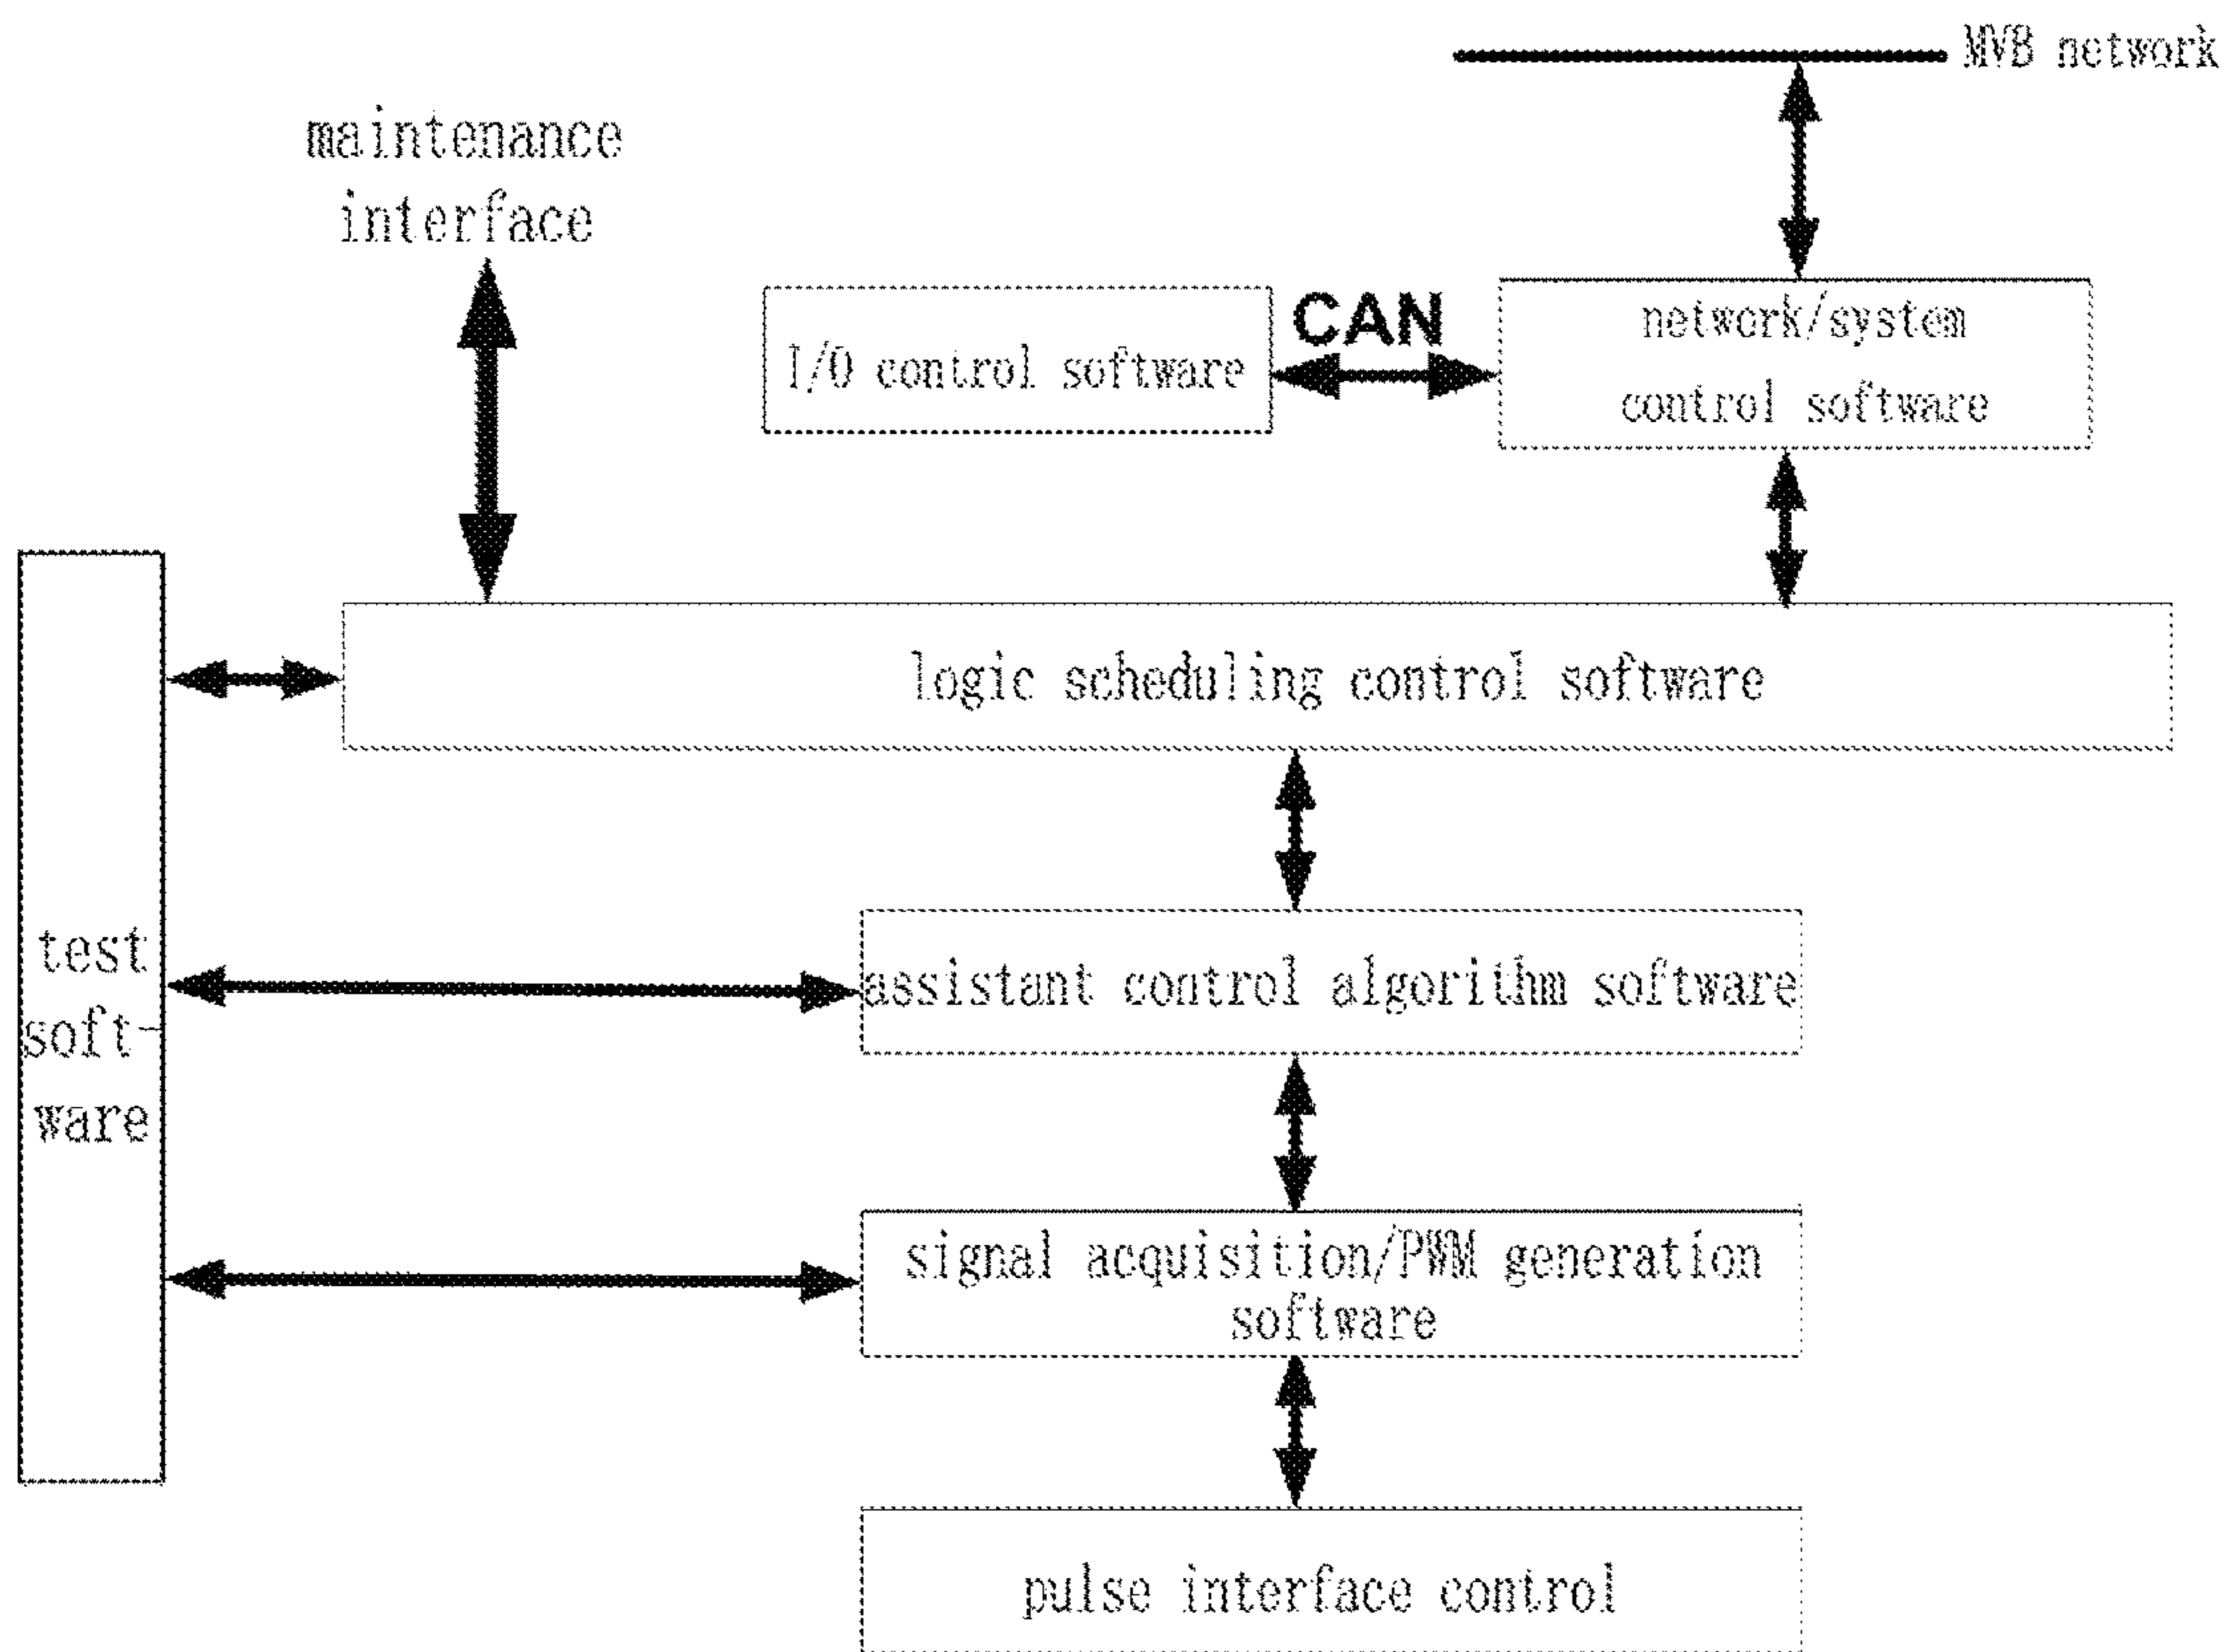 MVB network
maintenance
interface
CAN
I/O control software
network/system
control software
logic scheduling control software
test
soft-
ware
assistant control algorithm software
signal acquisition/PWM generation
software
pulse interface control